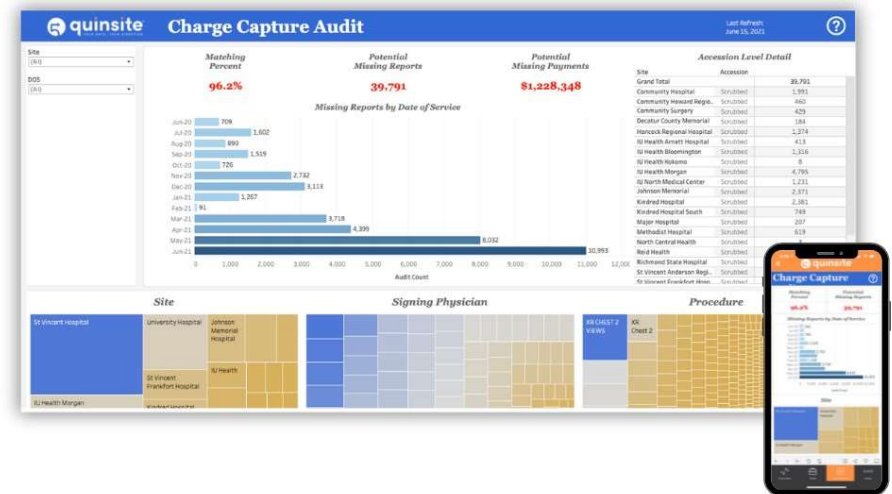 quinsite
Charge Capture Audit
Last Refresh:
June 15, 2021
?
Site
(All)
DOS
(All)
Matching
Percent
96.2%
Potential
Missing Reports
39,791
Potential
Missing Payments
$1,228,348
Missing Reports by Date of Service
Jun-20 709
Jul-20 1,602
Aug-20 890
Sep-20 1,519
Oct-20 726
Nov-20 2,732
Dec-20 3,113
Jan-21 1,267
Feb-21 91
Mar-21 3,718
Apr-21 4,399
May-21 8,032
Jun-21 10,993
0 1,000 2,000 3,000 4,000 5,000 6,000 7,000 8,000 9,000 10,000 11,000 12,000
Audit Count
Accession Level Detail
Site Accession
Grand Total 39,791
Community Hospital Scrubbed 1,991
Community Howard Regio.. Scrubbed 460
Community Surgery Scrubbed 429
Decatur County Memorial Scrubbed 184
Hancock Regional Hospital Scrubbed 1,374
IU Health Arnett Hospital Scrubbed 413
IU Health Bloomington Scrubbed 1,316
IU Health Kokomo Scrubbed 8
IU Health Morgan Scrubbed 4,795
IU North Medical Center Scrubbed 1,231
Johnson Memorial Scrubbed 2,371
Kindred Hospital Scrubbed 2,361
Kindred Hospital South Scrubbed 749
Major Hospital Scrubbed 207
Methodist Hospital Scrubbed 619
North Central Health Scrubbed
Reid Health Scrubbed
Richmond State Hospital Scrubbed
St Vincent Anderson Regi.. Scrubbed
St Vincent Frankfort Hosp Scrubbed
Site
St Vincent Hospital
IU Health Morgan
University Hospital
St Vincent
Frankfort Hospital
Kindred Hospital
Johnson
Memorial
Hospital
IU Health
Signing Physician
Procedure
XR CHEST 2
VIEWS
XR
Chest 2
quinsite
Charge Capture
?
Matching
Percent
96.2%
Potential
Missing Reports
39,791
Missing Reports by Date of Service
Site